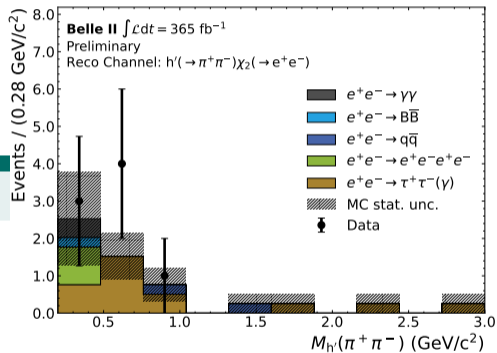 Belle II ∫ℒdt = 365 fb⁻¹
Preliminary
Reco Channel: h′(→π⁺π⁻)χ₂(→e⁺e⁻)
e⁺e⁻→γγ
e⁺e⁻→BB̅
e⁺e⁻→qq̅
e⁺e⁻→e⁺e⁻e⁺e⁻
e⁺e⁻→τ⁺τ⁻(γ)
MC stat. unc.
Data
Events / (0.28 GeV/c²)
8.0
7.0
6.0
5.0
4.0
3.0
2.0
1.0
0.0
0.5 1.0 1.5 2.0 2.5 3.0
M_h′(π⁺π⁻) (GeV/c²)